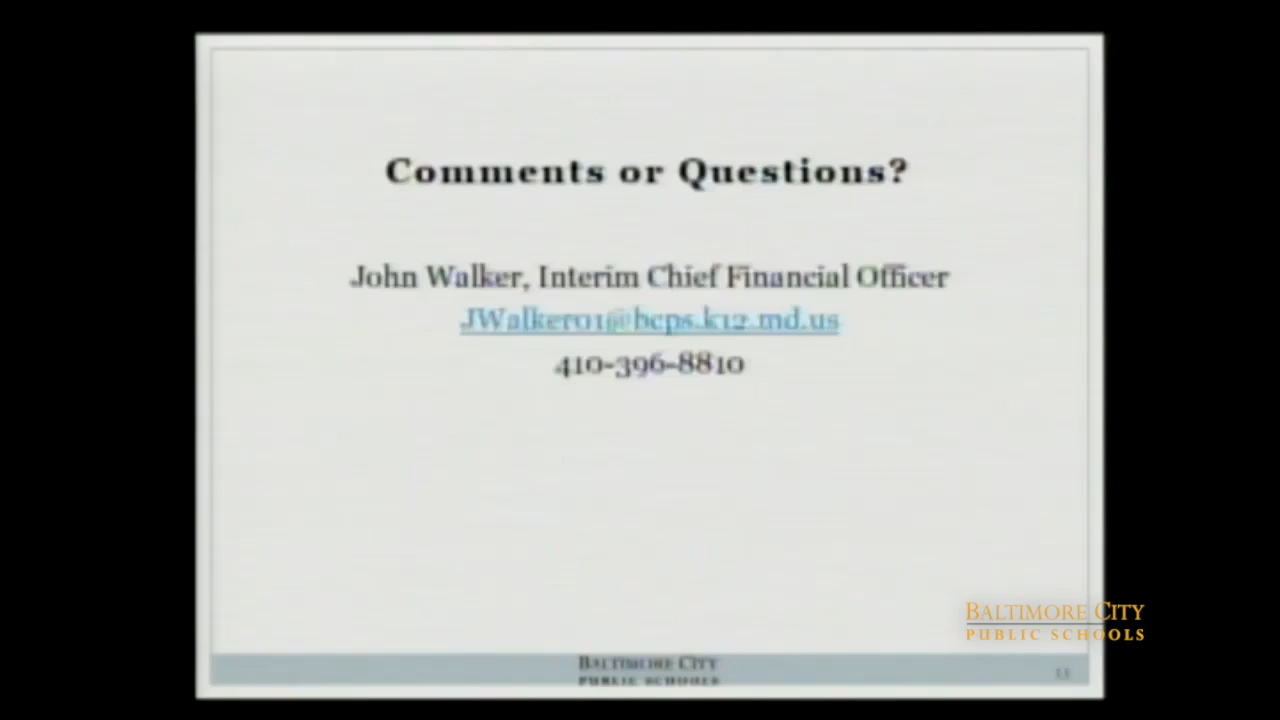 Comments or Questions?
John Walker, Interim Chief Financial Officer
JWalker01@bcps.k12.md.us
410-396-8810
BALTIMORE CITY
PUBLIC SCHOOLS
BALTIMORE CITY
PUBLIC SCHOOLS